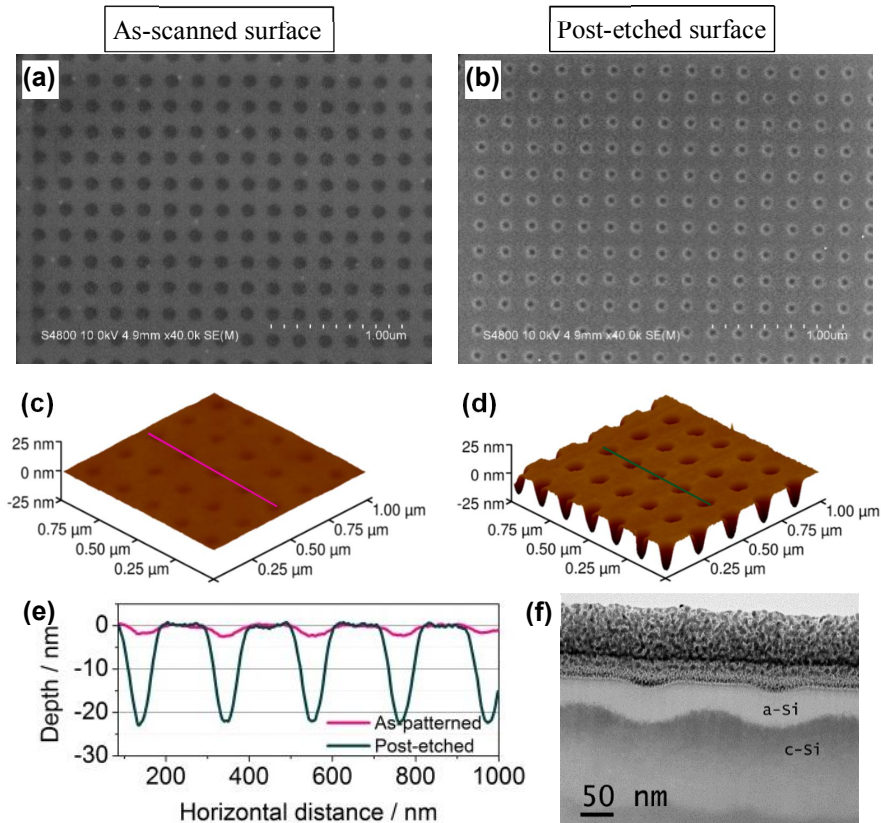 As-scanned surface
Post-etched surface
(a)
S4800 10.0kV 4.9mm x40.0k SE(M)
1.00um
(b)
S4800 10.0kV 4.9mm x40.0k SE(M)
1.00um
(c)
25 nm
0 nm
-25 nm
0.75 µm
0.50 µm
0.25 µm
1.00 µm
0.75 µm
0.50 µm
0.25 µm
(d)
25 nm
0 nm
-25 nm
0.75 µm
0.50 µm
0.25 µm
1.00 µm
0.75 µm
0.50 µm
0.25 µm
(e)
Depth / nm
0
-10
-20
-30
As-patterned
Post-etched
200 400 600 800 1000
Horizontal distance / nm
(f)
a-Si
c-Si
50 nm